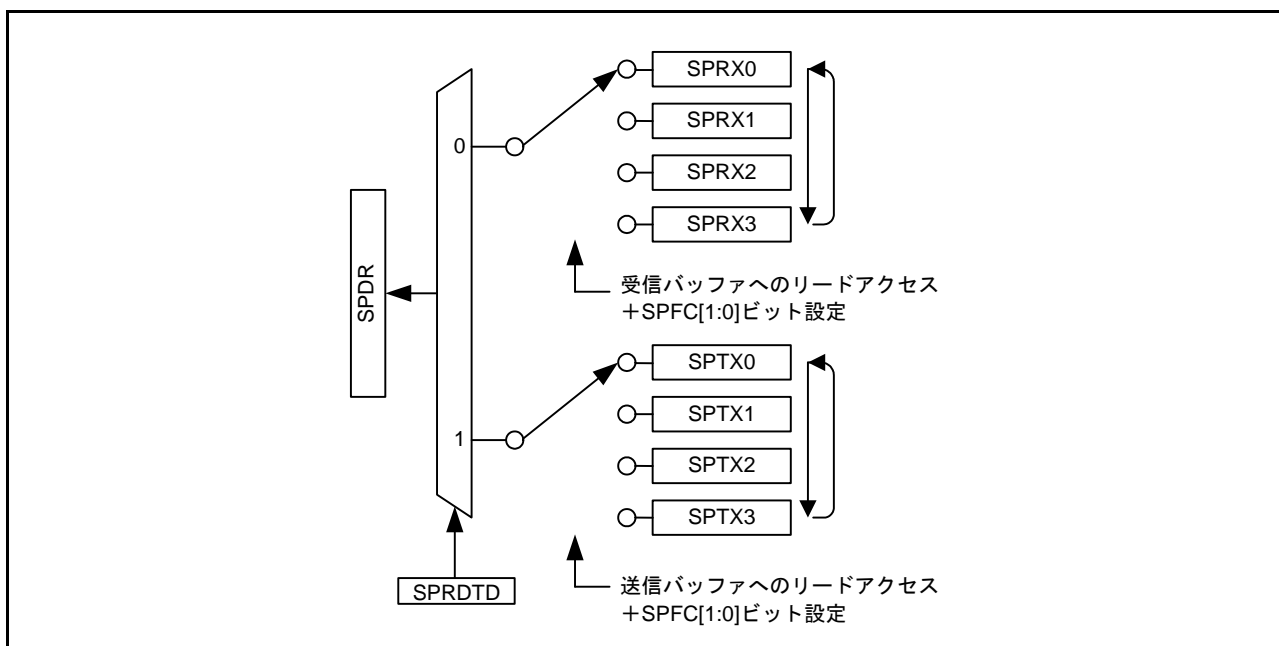 SPRX0
SPRX1
0
SPRX2
SPRX3
SPDR
受信バッファへのリードアクセス
＋SPFC[1:0]ビット設定
SPTX0
SPTX1
1
SPTX2
SPTX3
SPRDTD
送信バッファへのリードアクセス
＋SPFC[1:0]ビット設定